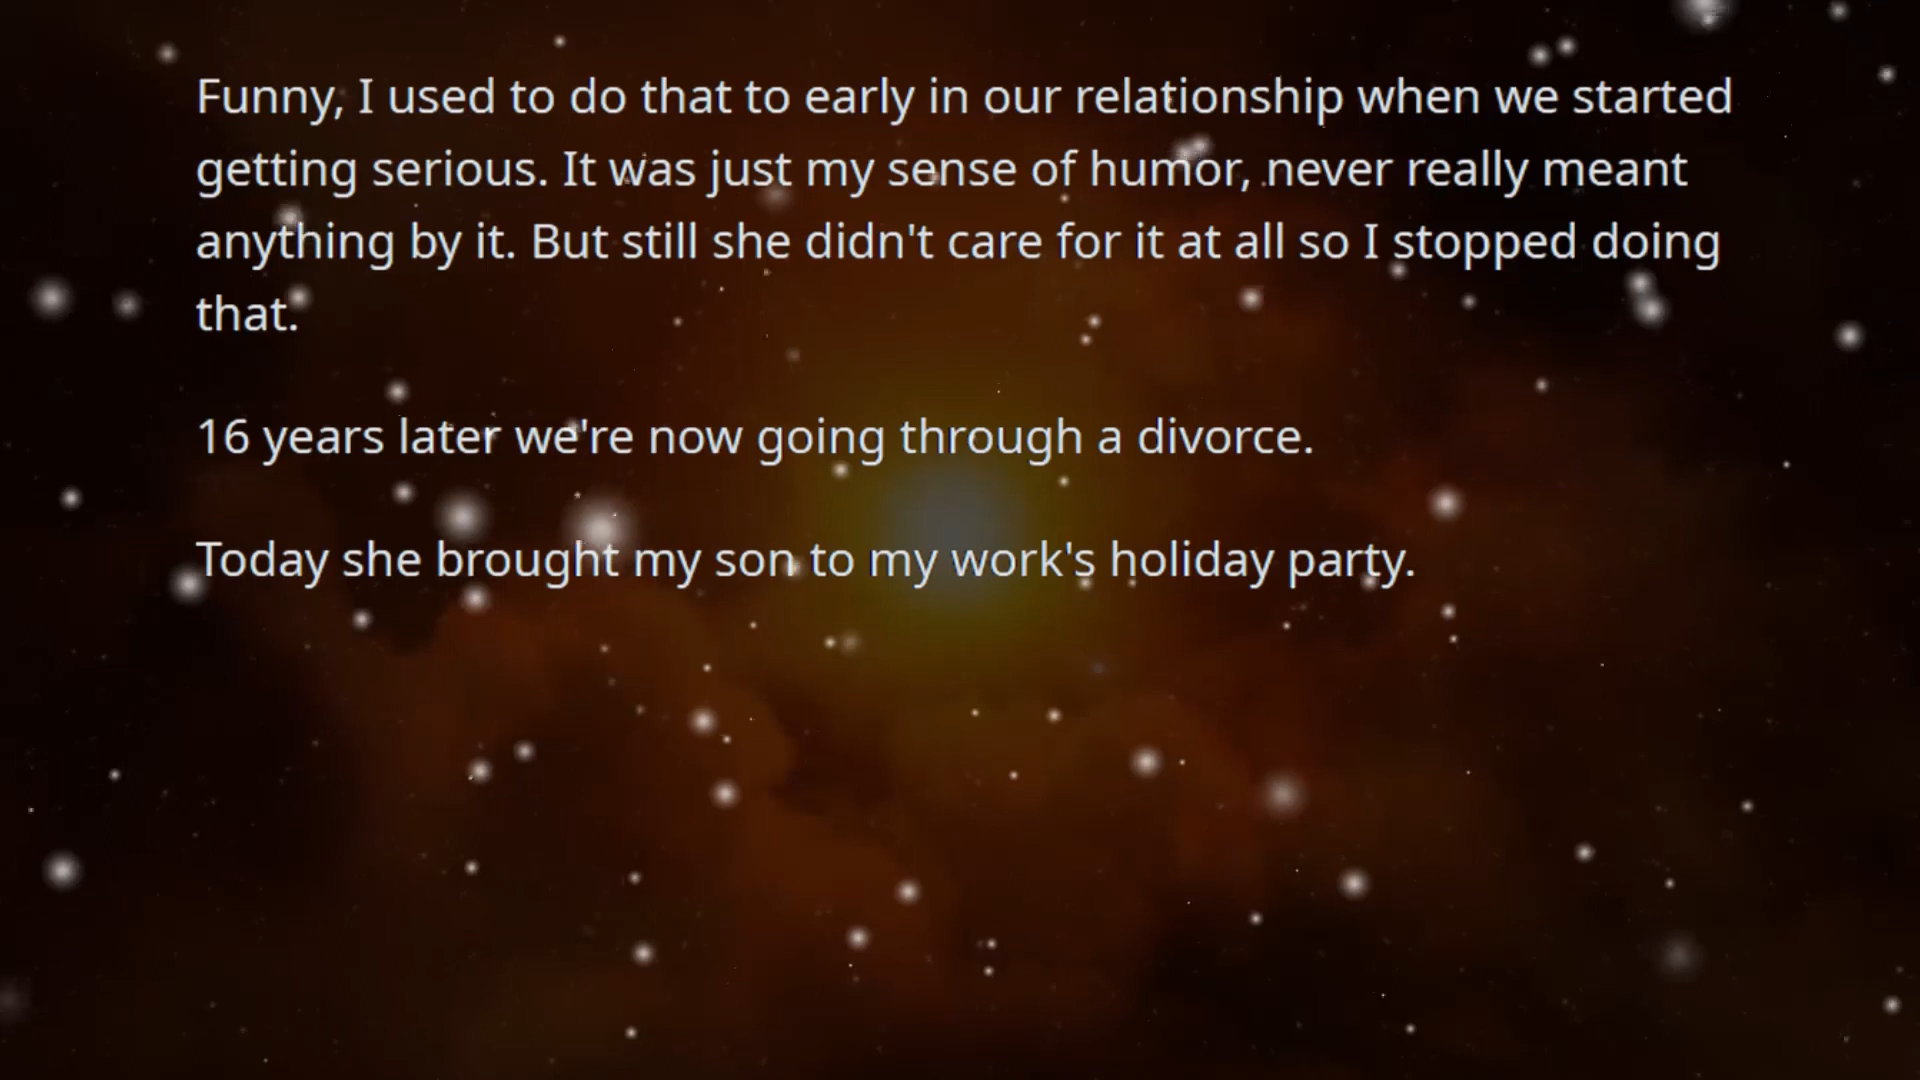 Funny, I used to do that to early in our relationship when we started
getting serious. It was just my sense of humor, never really meant
anything by it. But still she didn't care for it at all so I stopped doing
that.
16 years later we're now going through a divorce.
Today she brought my son to my work's holiday party.